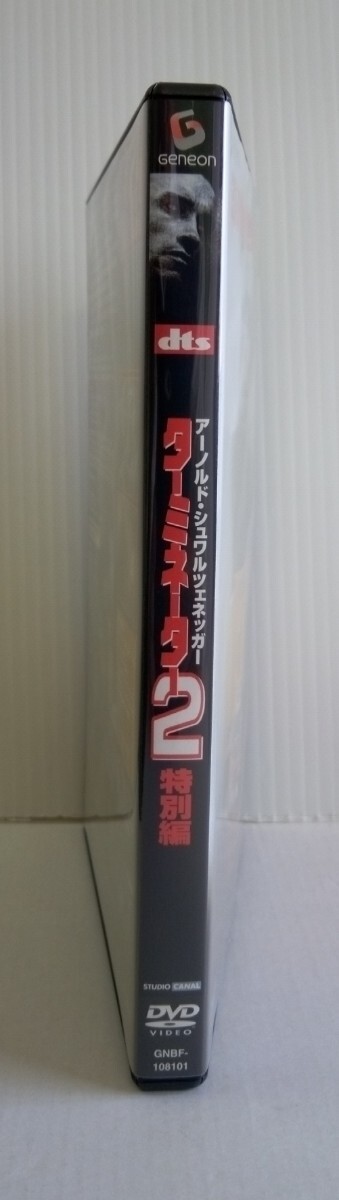 GENEON
dts
アーノルド・シュワルツェネッガー
ターミネーター2 特別編
STUDIO CANAL
DVD
VIDEO
GNBF-
108101